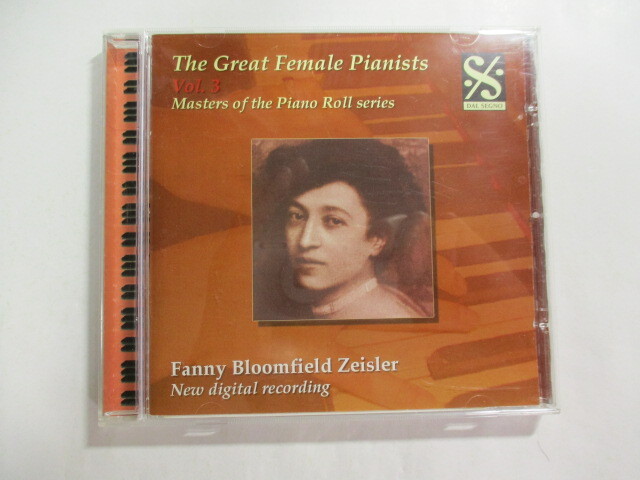 The Great Female Pianists
Vol. 3
Masters of the Piano Roll series
DAL SEGNO
Fanny Bloomfield Zeisler
New digital recording